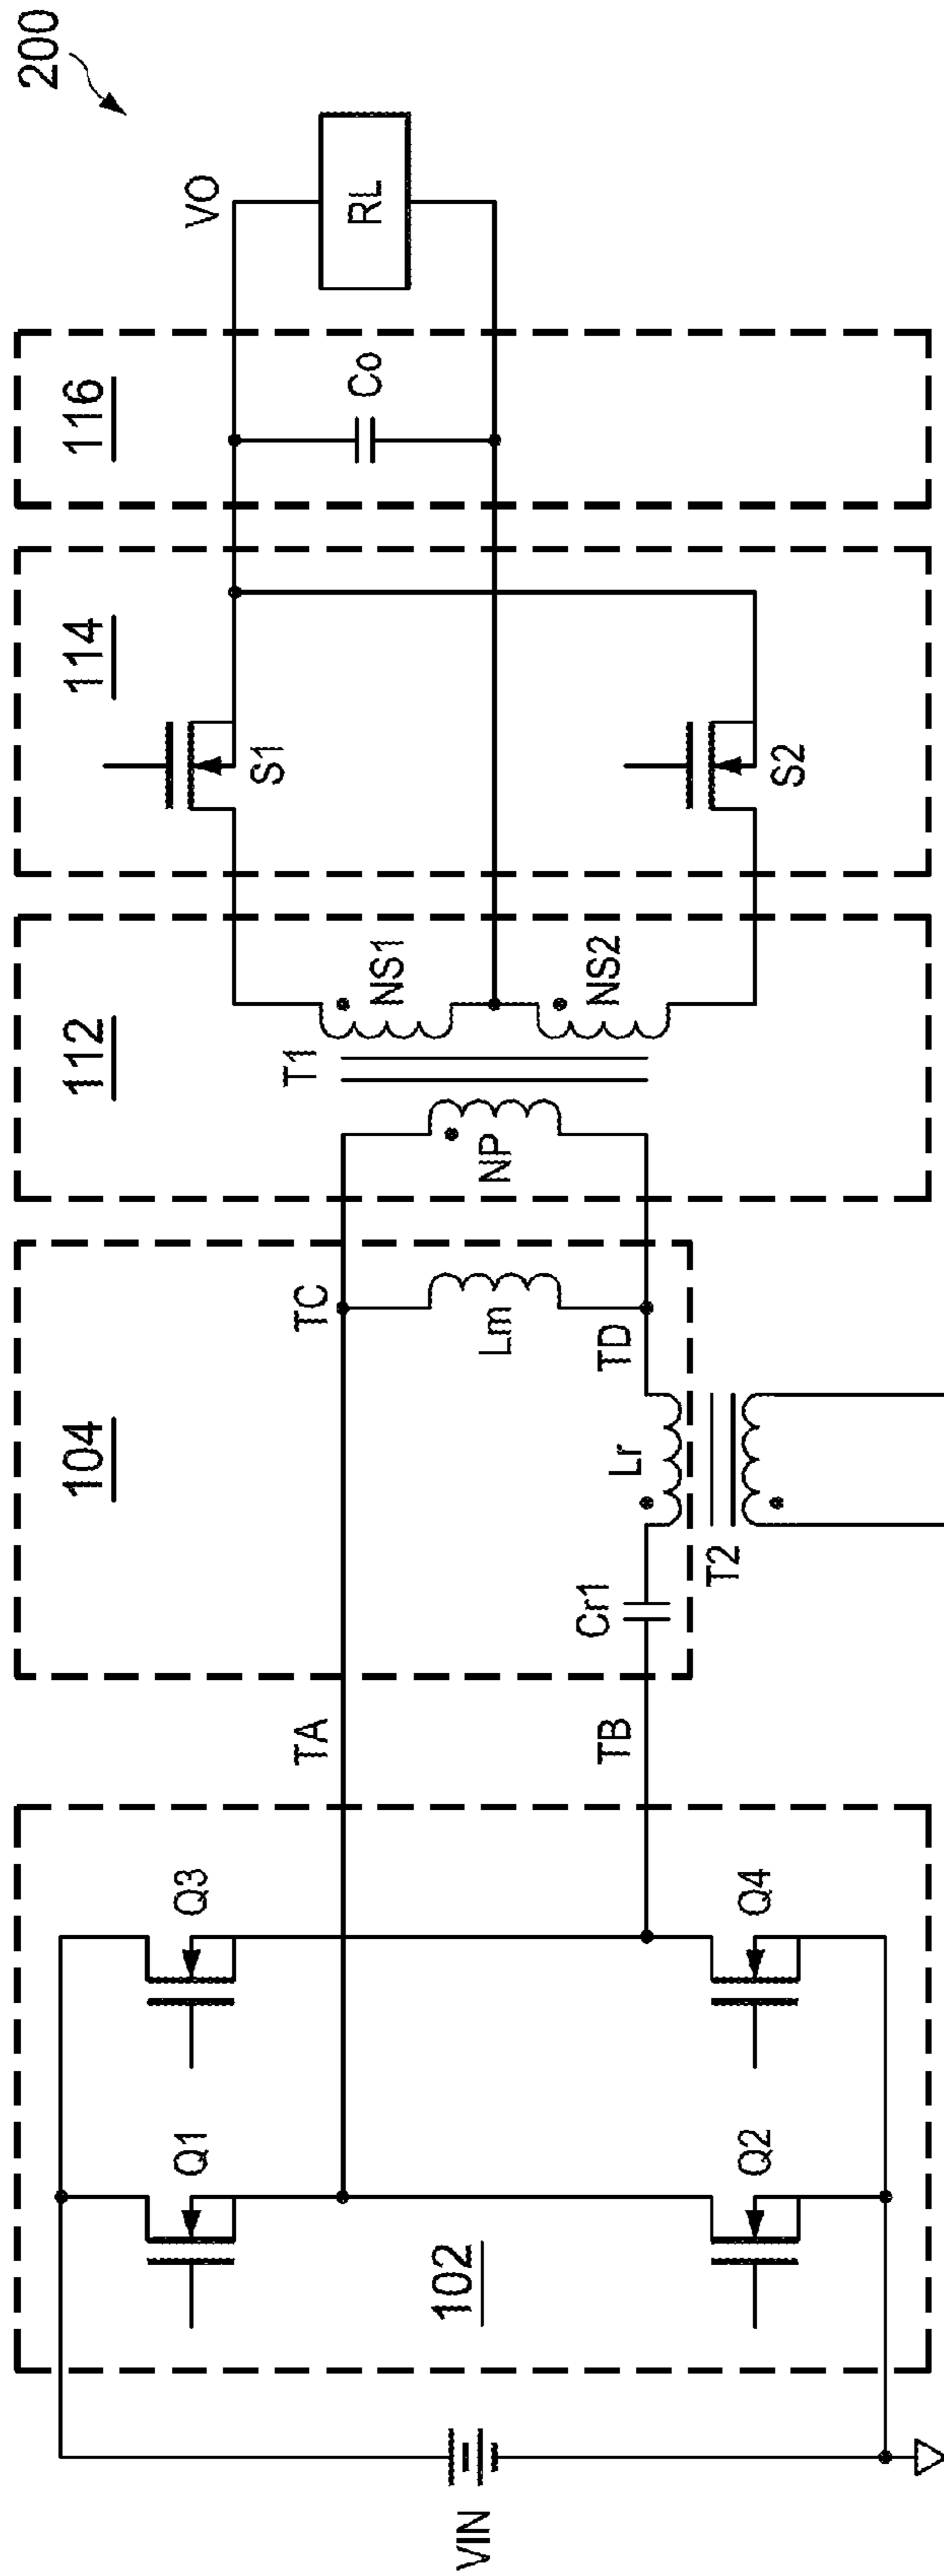 200
VIN
102
Q1
Q2
Q3
Q4
TA
TB
104
Cr1
Lr
T2
TC
TD
Lm
112
NP
T1
NS1
NS2
114
S1
S2
116
Co
VO
RL